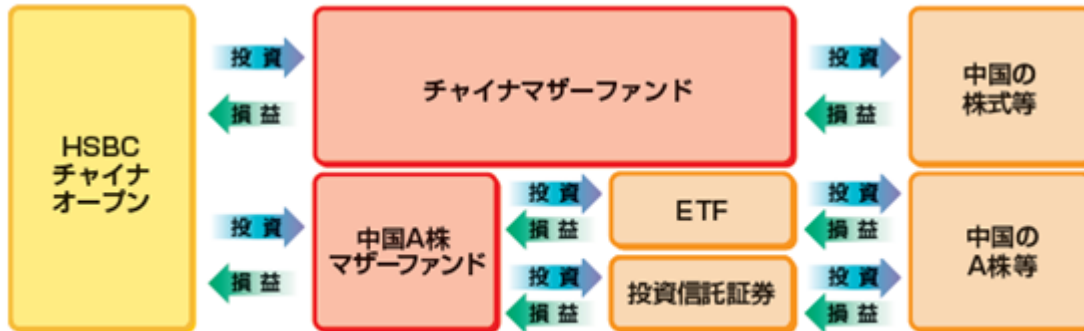 HSBC
チャイナ
オープン
投資
損益
投資
損益
チャイナマザーファンド
投資
損益
中国の
株式等
中国A株
マザーファンド
投資
損益
投資
損益
ETF
投資信託証券
投資
損益
投資
損益
中国の
A株等